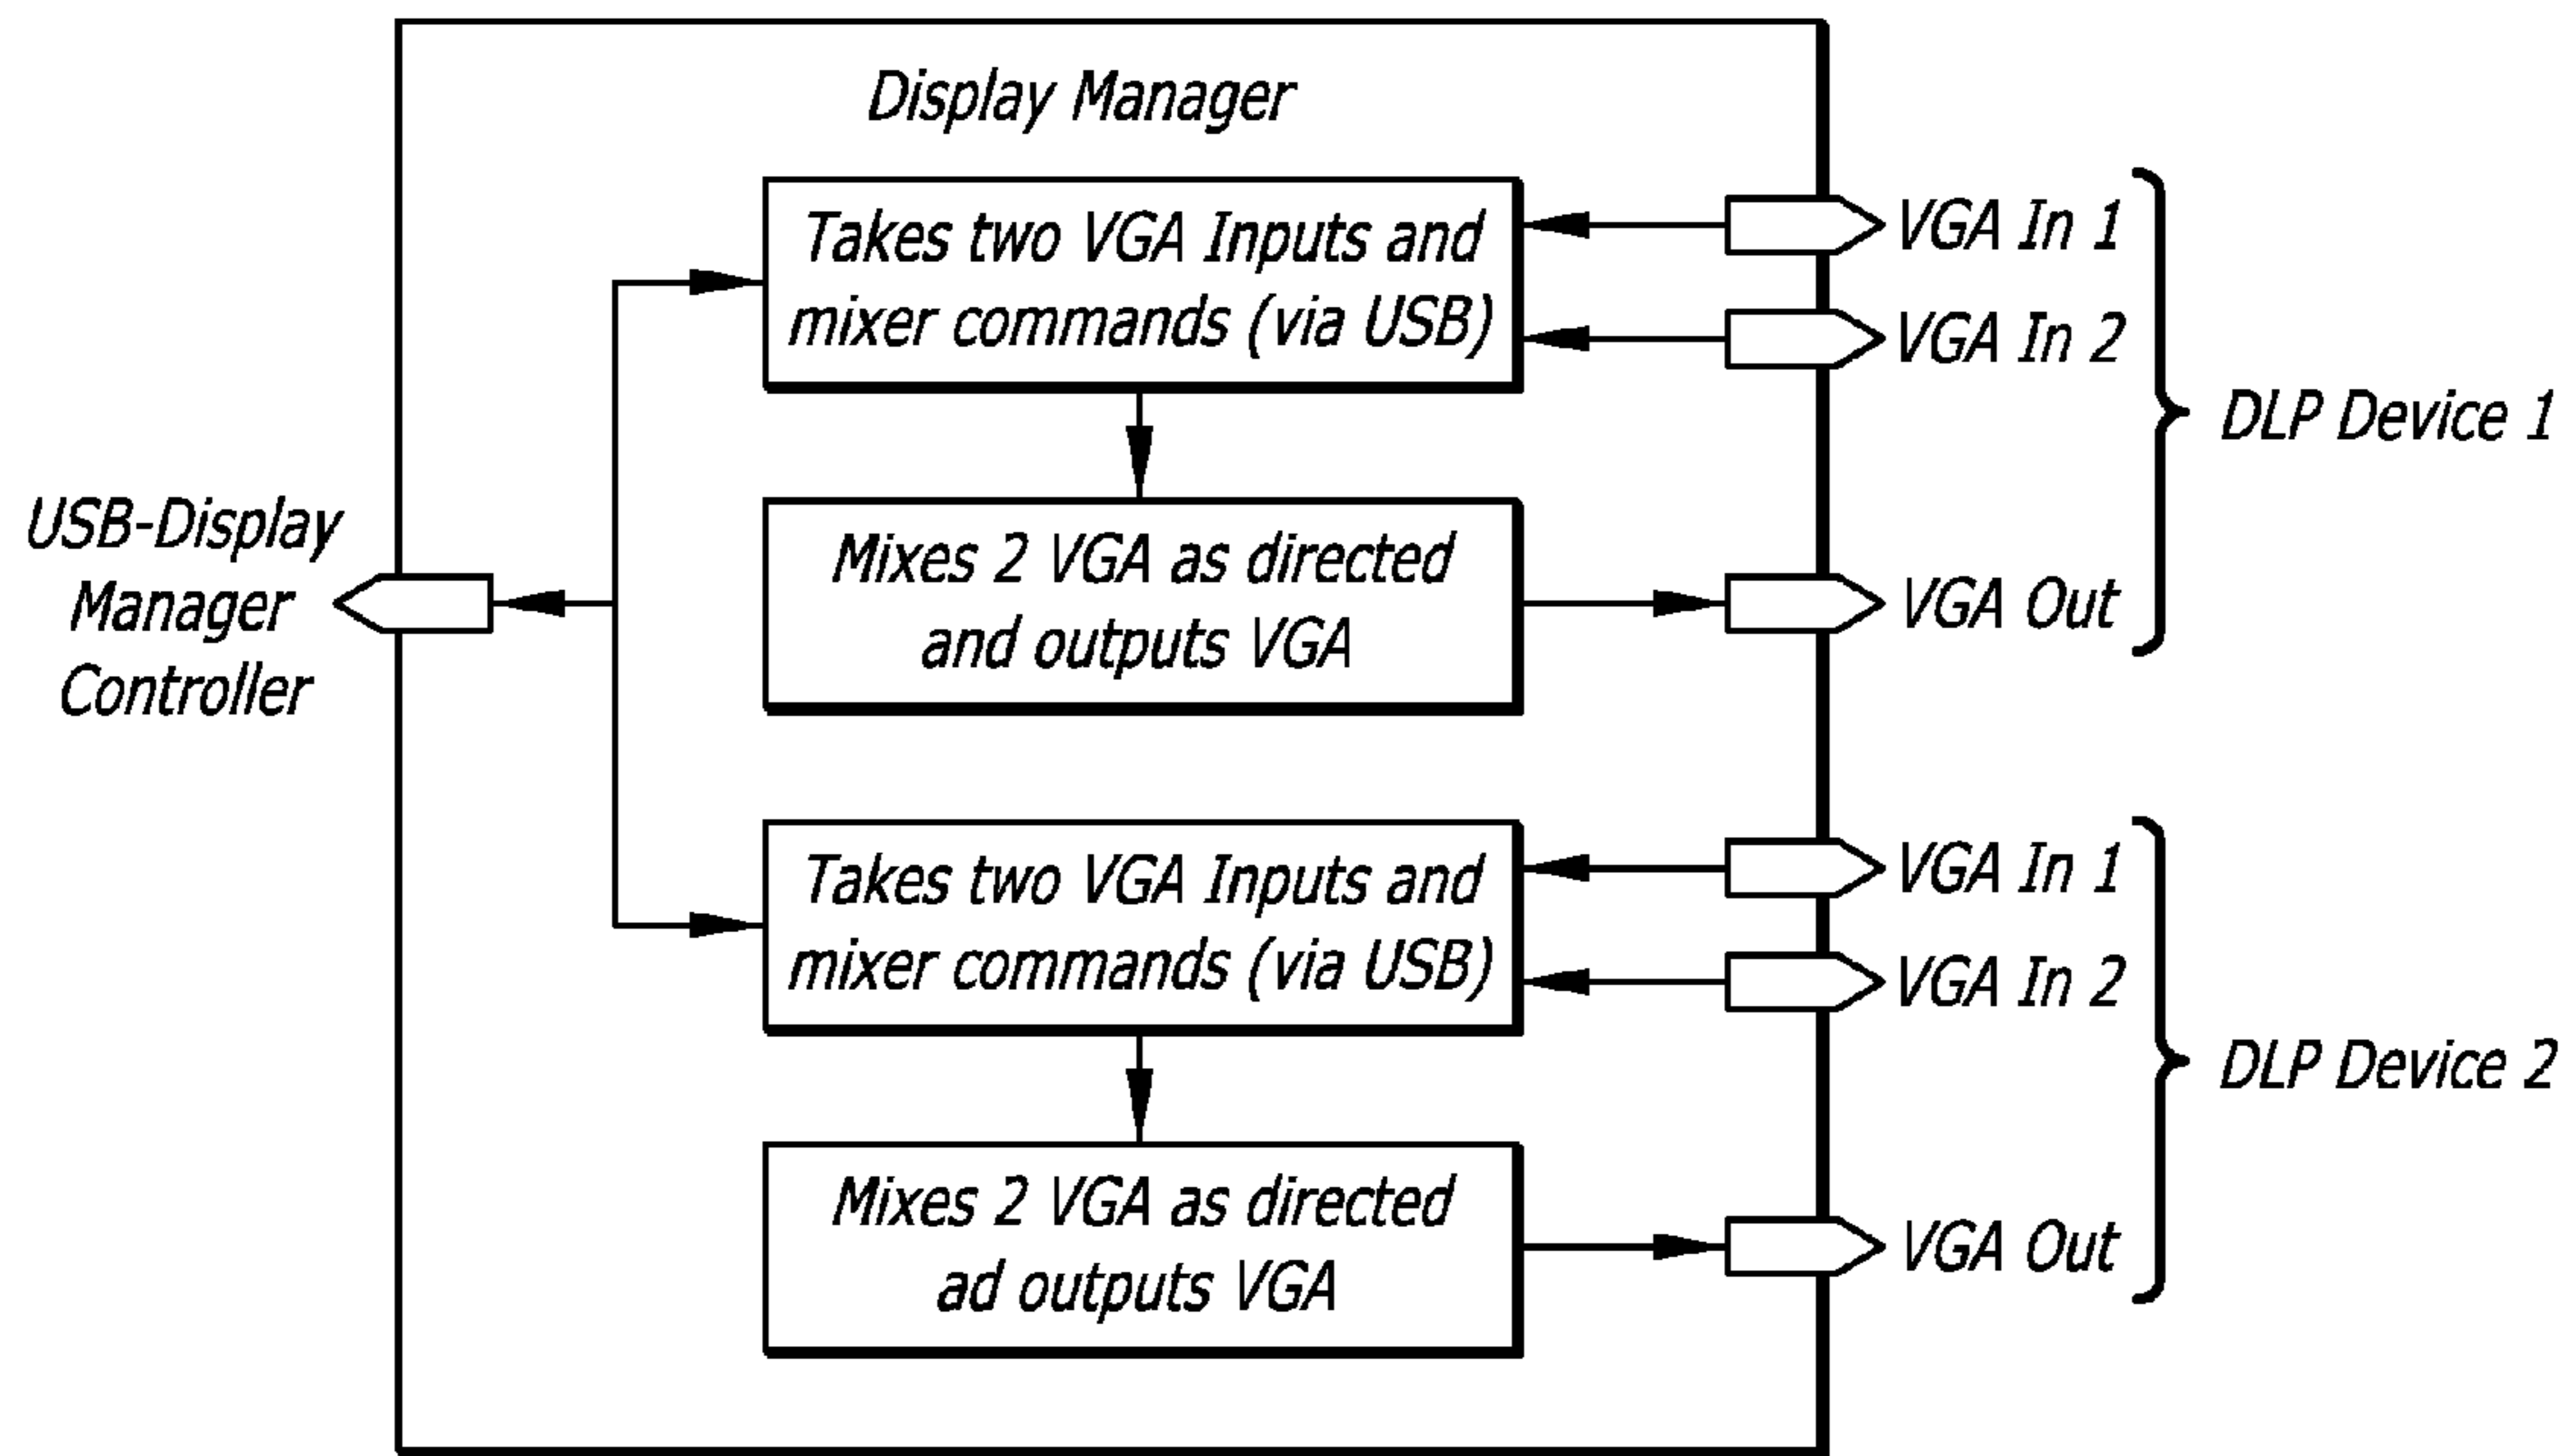 Display Manager
Takes two VGA Inputs and
mixer commands (via USB)
VGA In 1
VGA In 2
DLP Device 1
USB-Display
Manager
Controller
Mixes 2 VGA as directed
and outputs VGA
VGA Out
Takes two VGA Inputs and
mixer commands (via USB)
VGA In 1
VGA In 2
DLP Device 2
Mixes 2 VGA as directed
ad outputs VGA
VGA Out